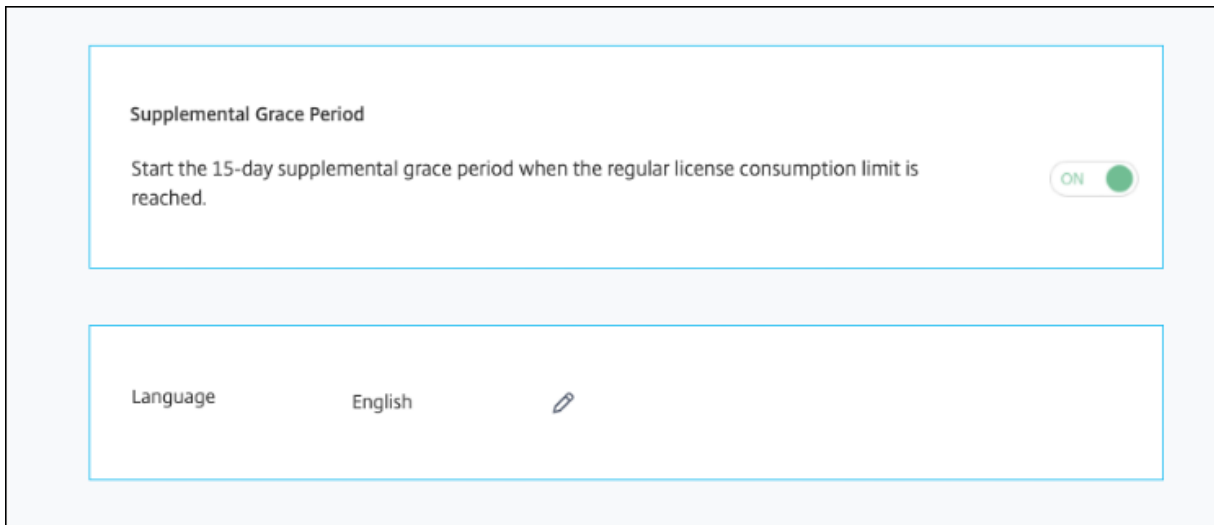 Supplemental Grace Period
Start the 15-day supplemental grace period when the regular license consumption limit is
reached.
ON
Language
English